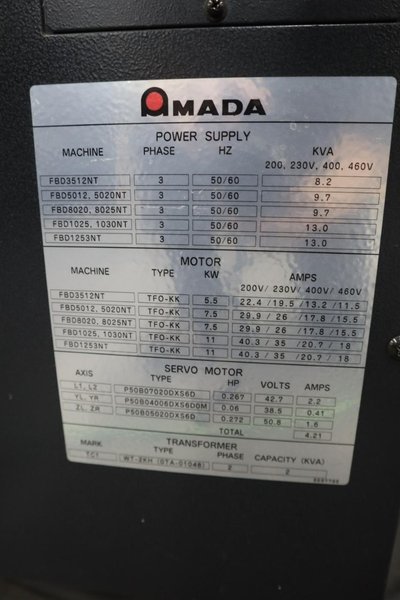 AMADA
POWER SUPPLY
MACHINE PHASE HZ KVA
200, 230V, 400, 460V
FBD3512NT 3 50/60 8.2
FBD5012, 5020NT 3 50/60 9.7
FBD8020, 8025NT 3 50/60 9.7
FBD1025, 1030NT 3 50/60 13.0
FBD1253NT 3 50/60 13.0
MOTOR
MACHINE TYPE KW AMPS
200V/ 230V/ 400V/ 460V
FBD3512NT TFO-KK 5.5 22.4 /19.5 /13.2 /11.5
FBD5012, 5020NT TFO-KK 7.5 29.9 / 26 /17.8 /15.5
FBD8020, 8025NT TFO-KK 7.5 29.9 / 26 /17.8 /15.5
FBD1025, 1030NT TFO-KK 11 40.3 / 35 /20.7 / 18
FBD1253NT TFO-KK 11 40.3 / 35 /20.7 / 18
SERVO MOTOR
AXIS TYPE HP VOLTS AMPS
L1, L2 P50B07020DXS6D 0.267 42.7 2.2
YL, YR P50B04006DXS6D0M 0.06 38.5 0.41
ZL, ZR P50B05020DXS6D 0.272 50.8 1.6
TOTAL 4.21
TRANSFORMER
MARK TYPE PHASE CAPACITY (KVA)
TC1 WT-2KH (OTA-01048) 2 2